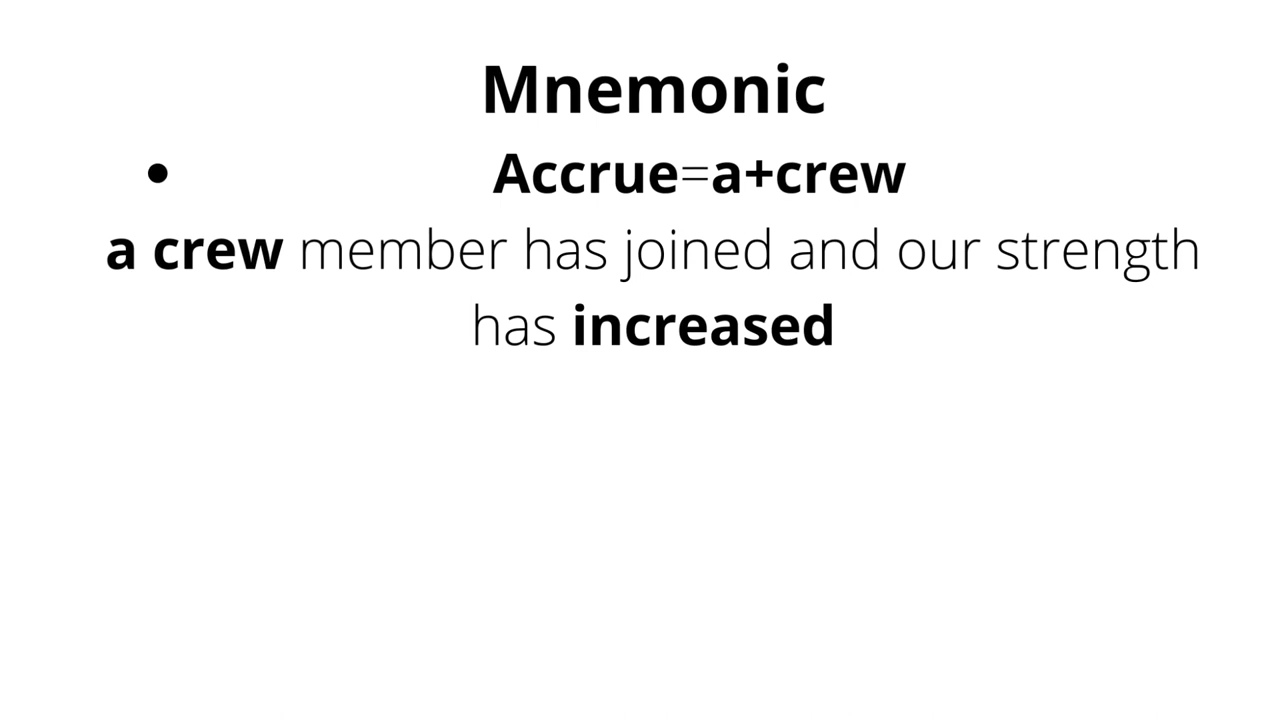 Mnemonic
• Accrue=a+crew
a crew member has joined and our strength
has increased